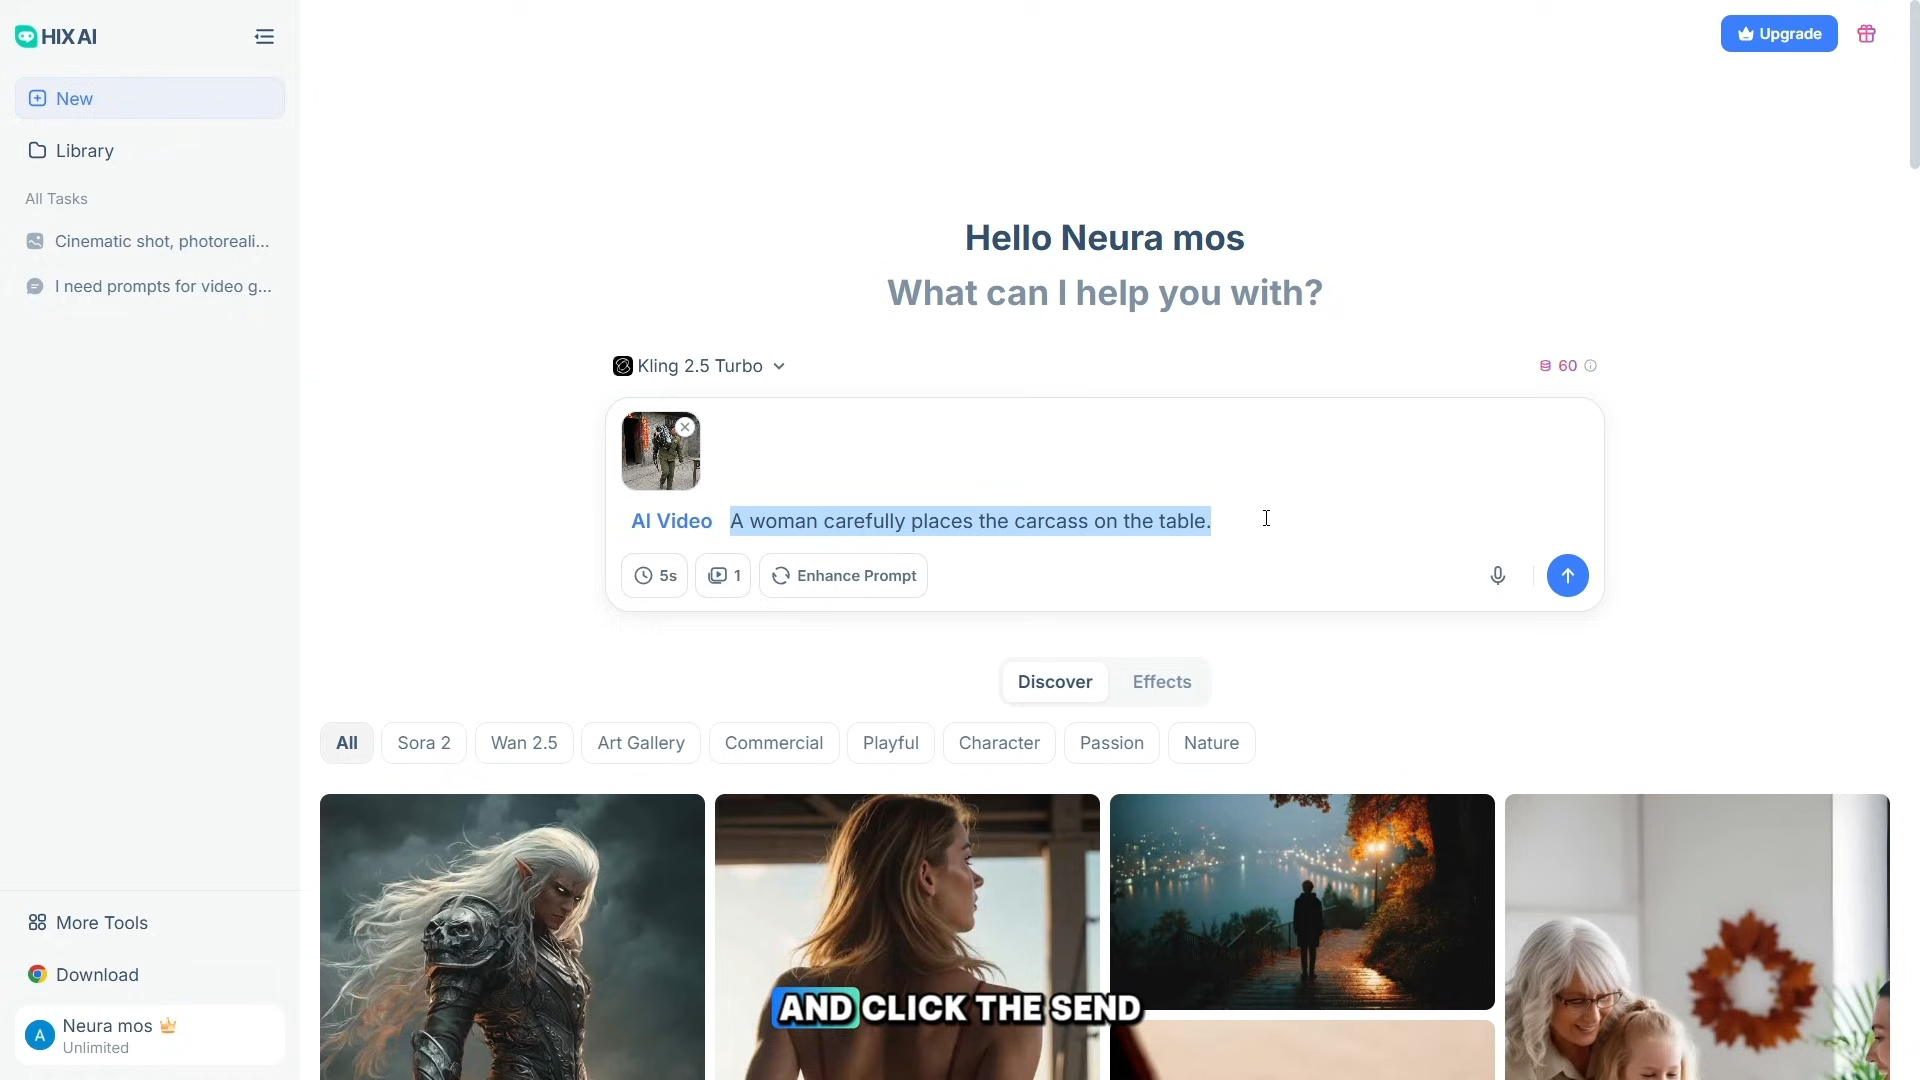 HIX AI
Upgrade
New
Library
All Tasks
Cinematic shot, photoreali...
I need prompts for video g...
Hello Neura mos
What can I help you with?
Kling 2.5 Turbo
60
AI Video A woman carefully places the carcass on the table.
5s
1
Enhance Prompt
Discover
Effects
All
Sora 2
Wan 2.5
Art Gallery
Commercial
Playful
Character
Passion
Nature
AND CLICK THE SEND
More Tools
Download
A
Neura mos
Unlimited